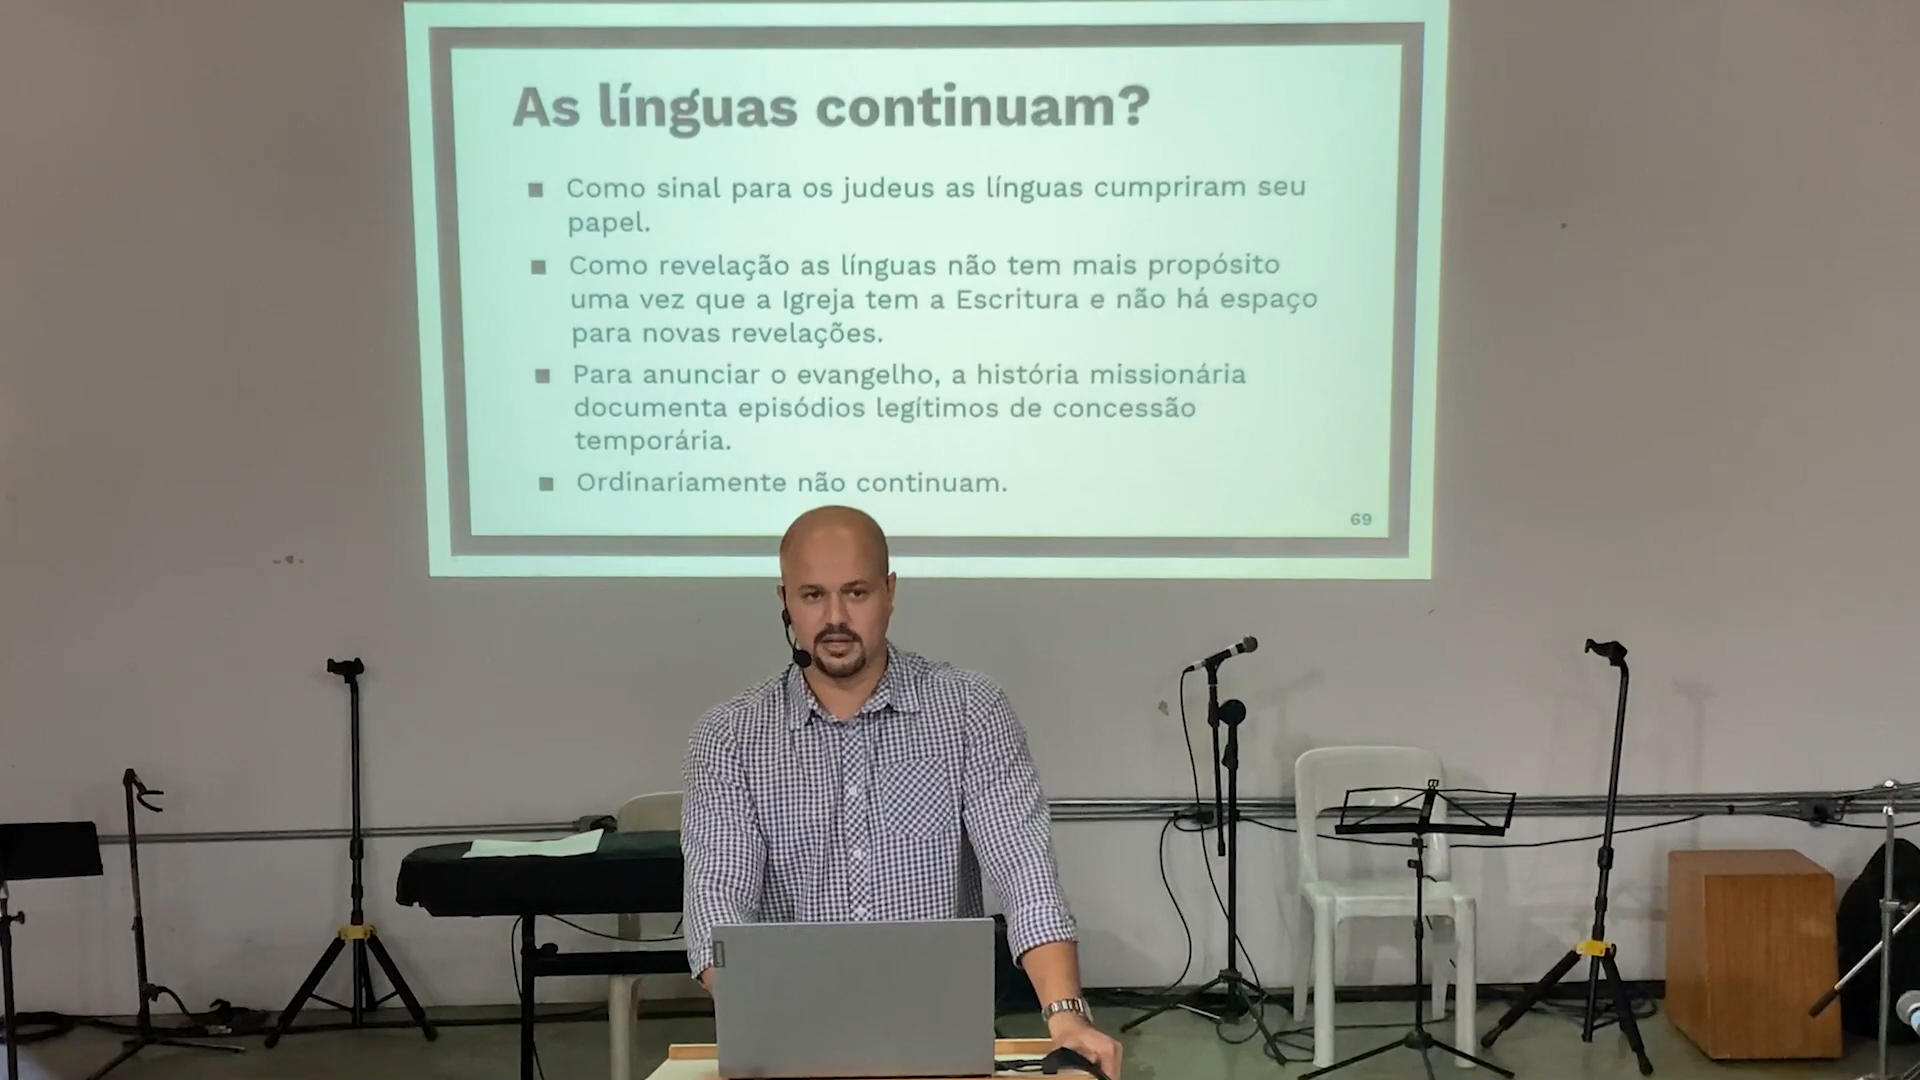 As línguas continuam?
■ Como sinal para os judeus as línguas cumpriram seu
papel.
■ Como revelação as línguas não tem mais propósito
uma vez que a Igreja tem a Escritura e não há espaço
para novas revelações.
■ Para anunciar o evangelho, a história missionária
documenta episódios legítimos de concessão
temporária.
■ Ordinariamente não continuam.
69